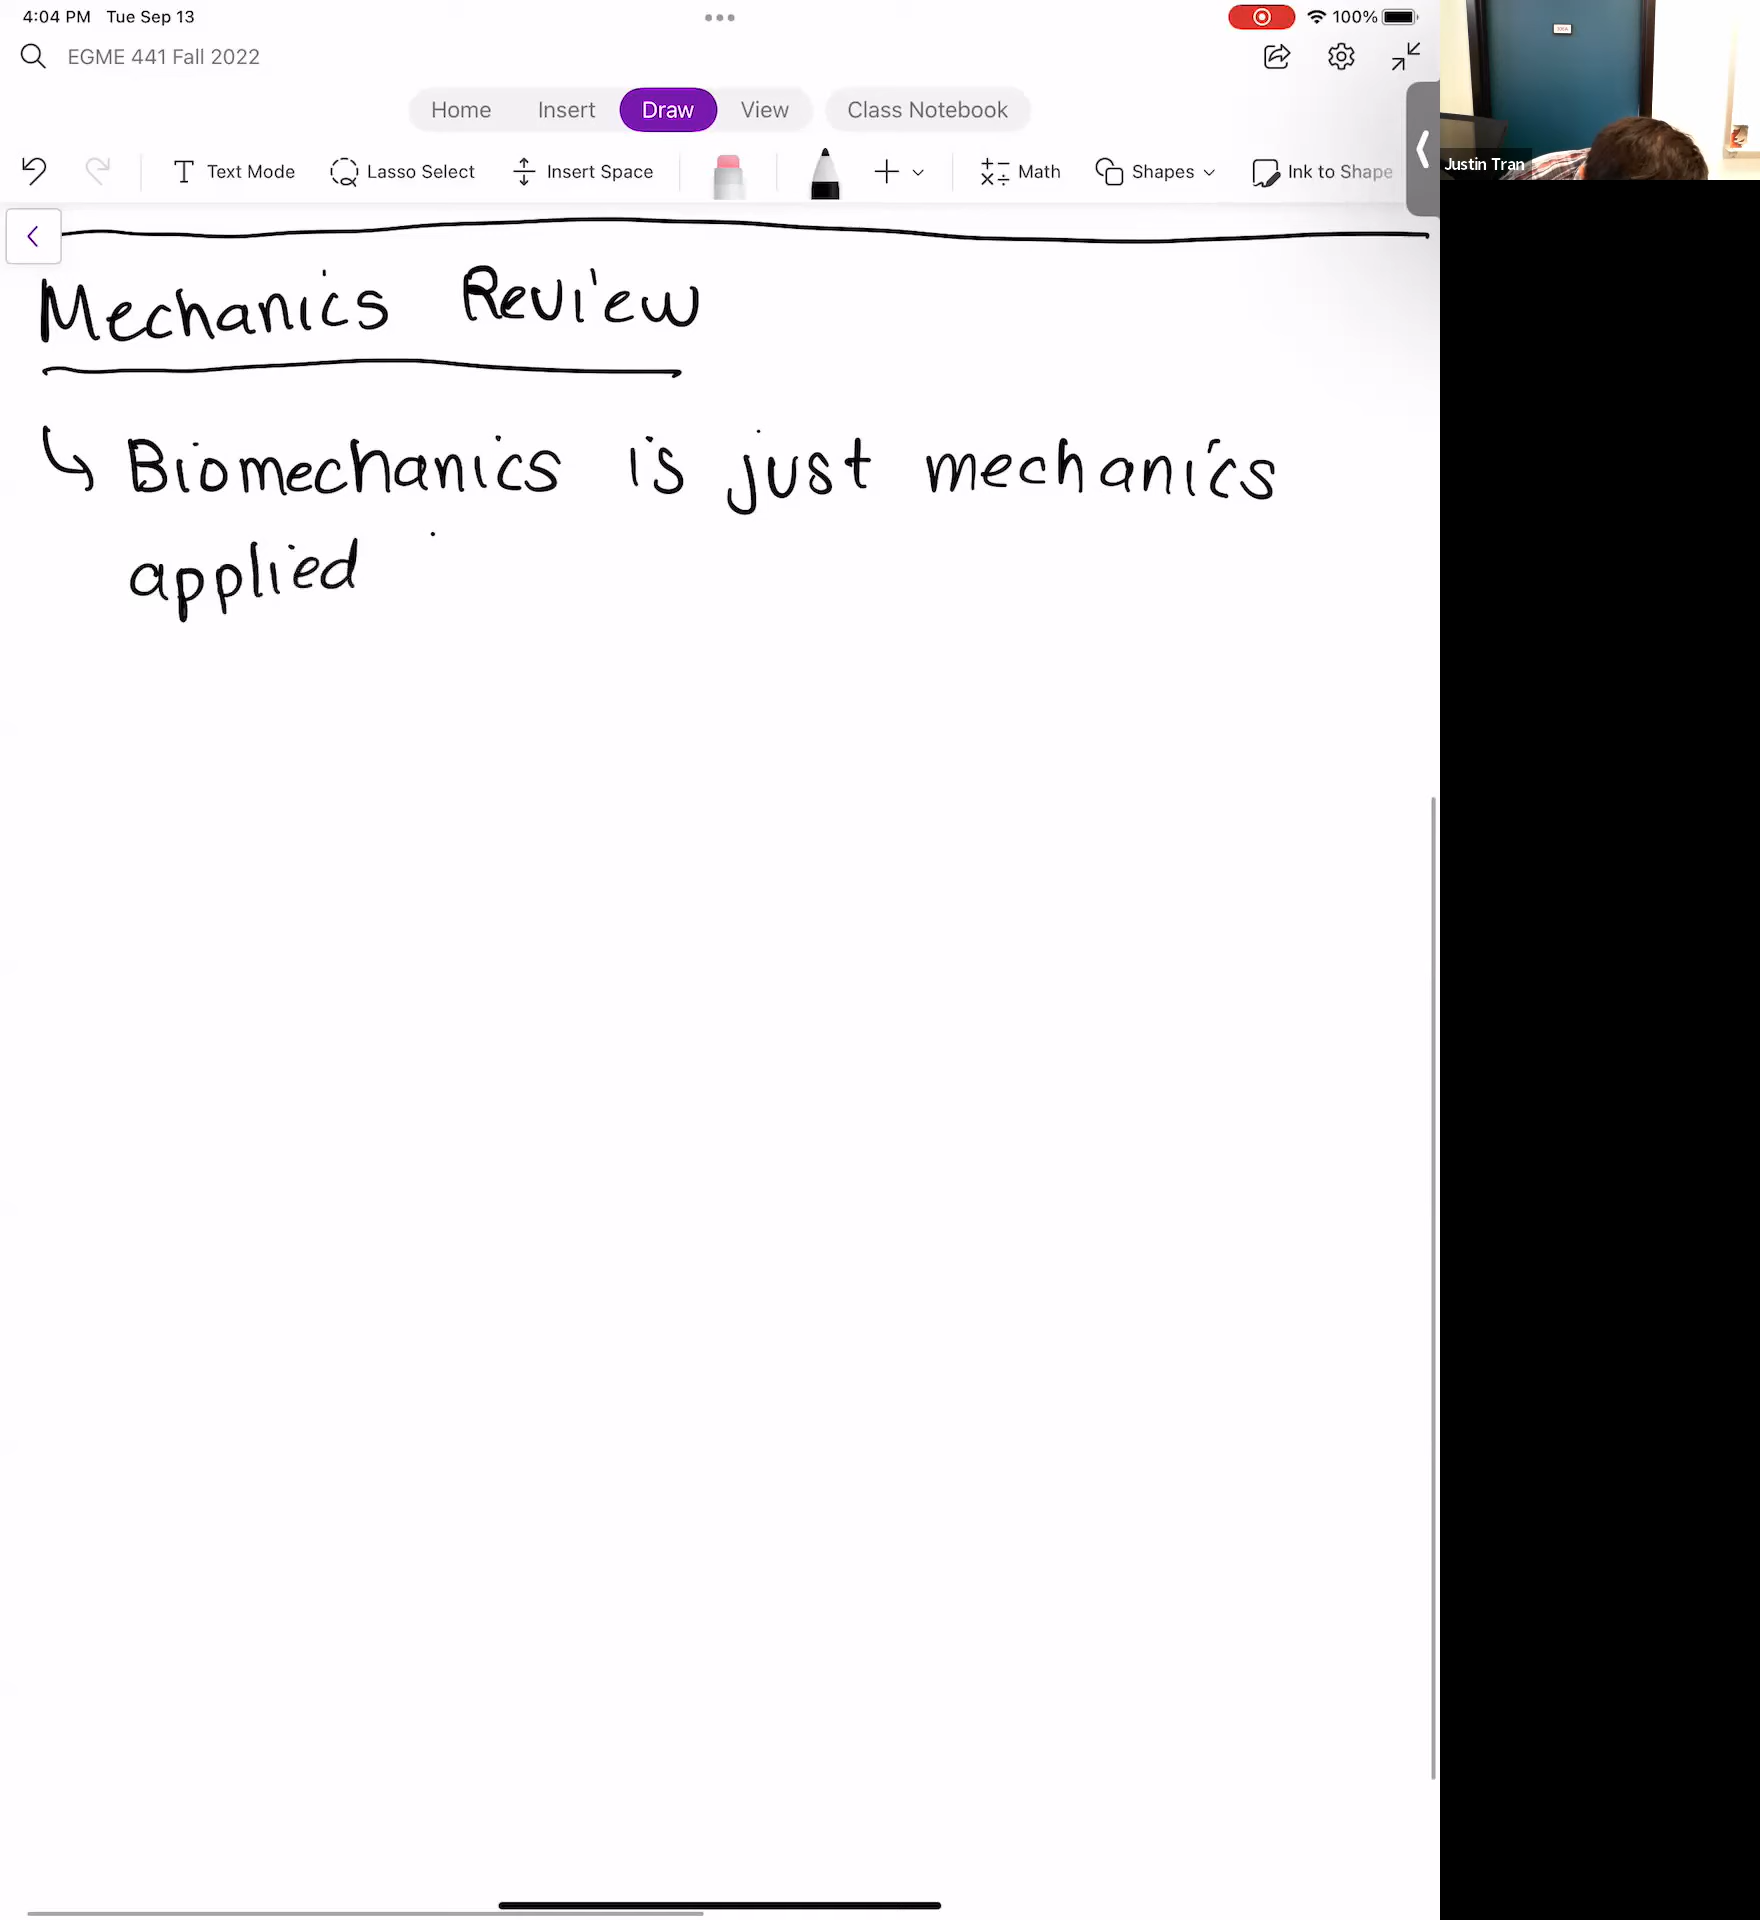 4:04 PM Tue Sep 13
100%
EGME 441 Fall 2022
Home Insert Draw View Class Notebook
Text Mode Lasso Select Insert Space Math Shapes Ink to Shape
Justin Tran
Mechanics Review
Biomechanics is just mechanics
applied